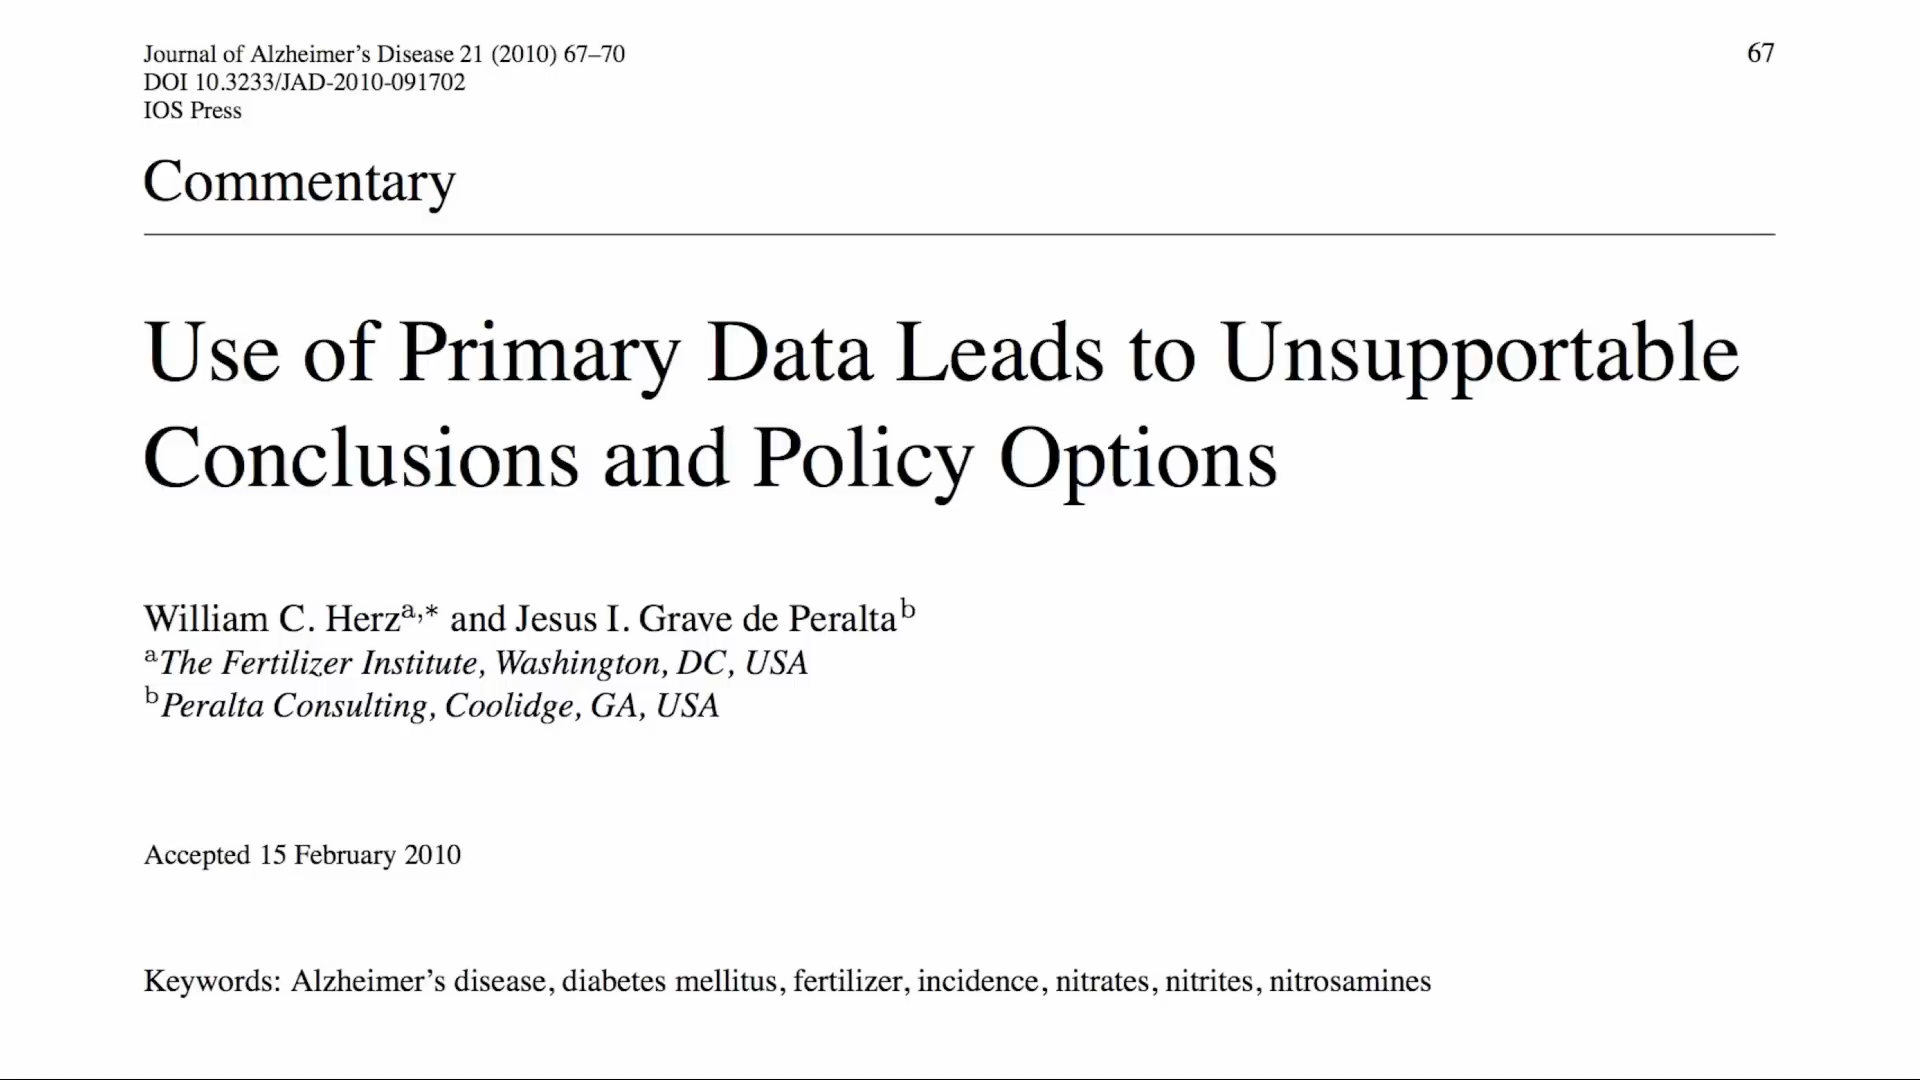 Journal of Alzheimer's Disease 21 (2010) 67–70
67
DOI 10.3233/JAD-2010-091702
IOS Press
Commentary
Use of Primary Data Leads to Unsupportable
Conclusions and Policy Options
William C. Herzᵃ,* and Jesus I. Grave de Peraltaᵇ
ᵃThe Fertilizer Institute, Washington, DC, USA
ᵇPeralta Consulting, Coolidge, GA, USA
Accepted 15 February 2010
Keywords: Alzheimer's disease, diabetes mellitus, fertilizer, incidence, nitrates, nitrites, nitrosamines